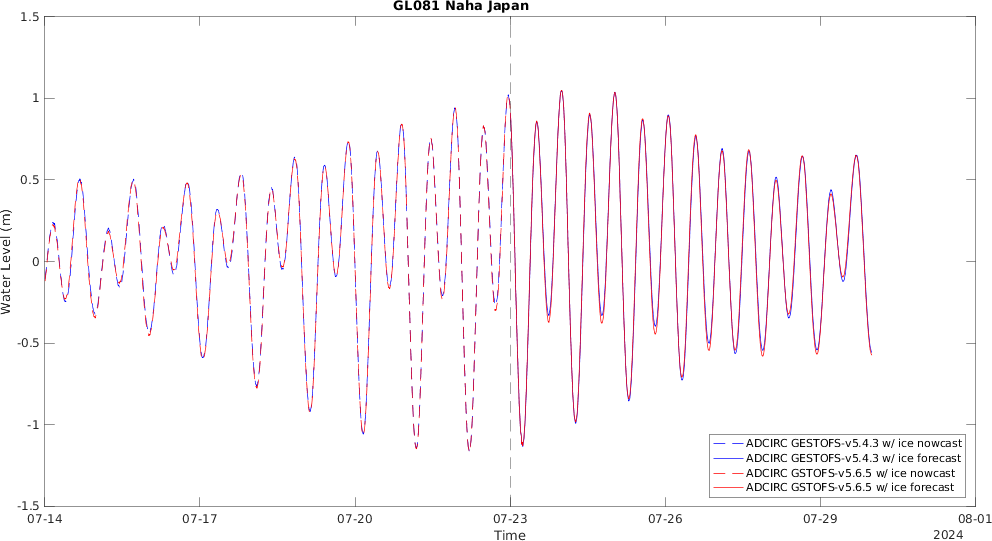 GL081 Naha Japan
1.5
1
0.5
0
-0.5
-1
-1.5
Water Level (m)
07-14
07-17
07-20
07-23
07-26
07-29
08-01
Time
2024
ADCIRC GESTOFS-v5.4.3 w/ ice nowcast
ADCIRC GESTOFS-v5.4.3 w/ ice forecast
ADCIRC GSTOFS-v5.6.5 w/ ice nowcast
ADCIRC GSTOFS-v5.6.5 w/ ice forecast